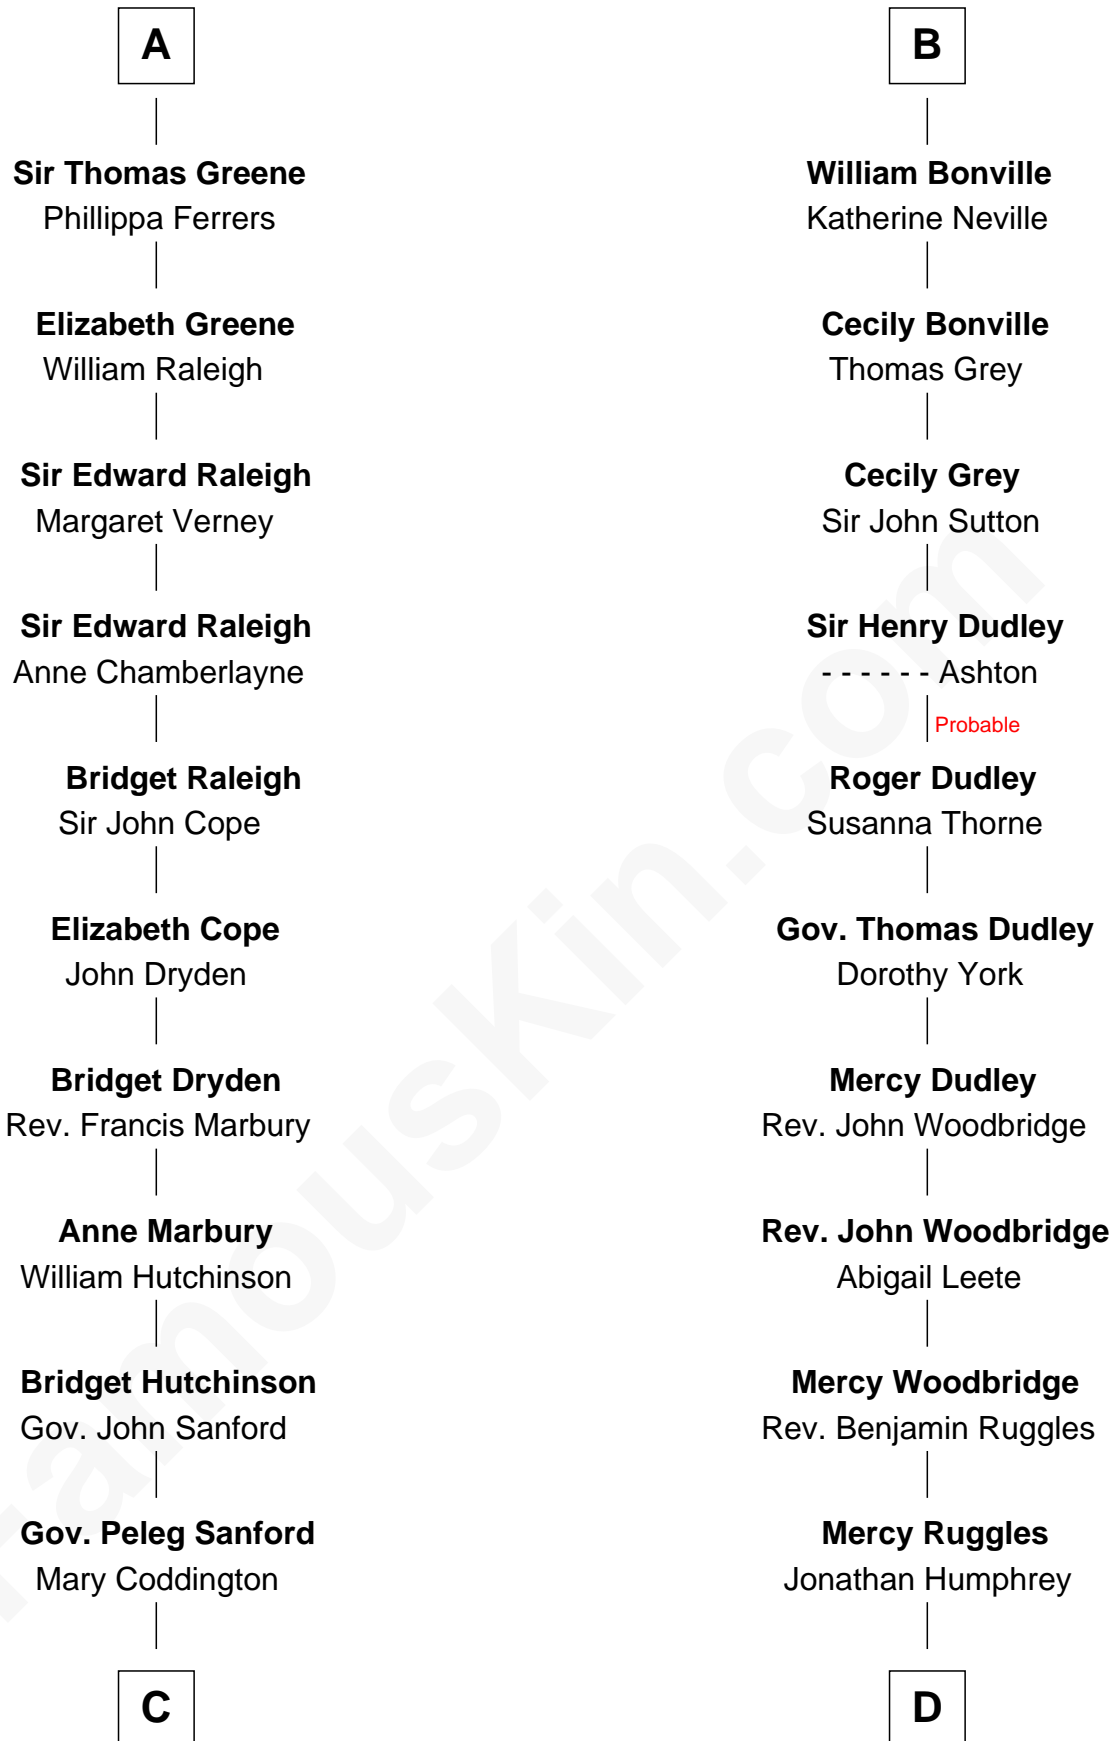 A
Sir Thomas Greene
Phillippa Ferrers
Elizabeth Greene
William Raleigh
Sir Edward Raleigh
Margaret Verney
Sir Edward Raleigh
Anne Chamberlayne
Bridget Raleigh
Sir John Cope
Elizabeth Cope
John Dryden
Bridget Dryden
Rev. Francis Marbury
Anne Marbury
William Hutchinson
Bridget Hutchinson
Gov. John Sanford
Gov. Peleg Sanford
Mary Coddington
C
B
William Bonville
Katherine Neville
Cecily Bonville
Thomas Grey
Cecily Grey
Sir John Sutton
Sir Henry Dudley
- - - - - - Ashton
Probable
Roger Dudley
Susanna Thorne
Gov. Thomas Dudley
Dorothy York
Mercy Dudley
Rev. John Woodbridge
Rev. John Woodbridge
Abigail Leete
Mercy Woodbridge
Rev. Benjamin Ruggles
Mercy Ruggles
Jonathan Humphrey
D
FamousKin.com